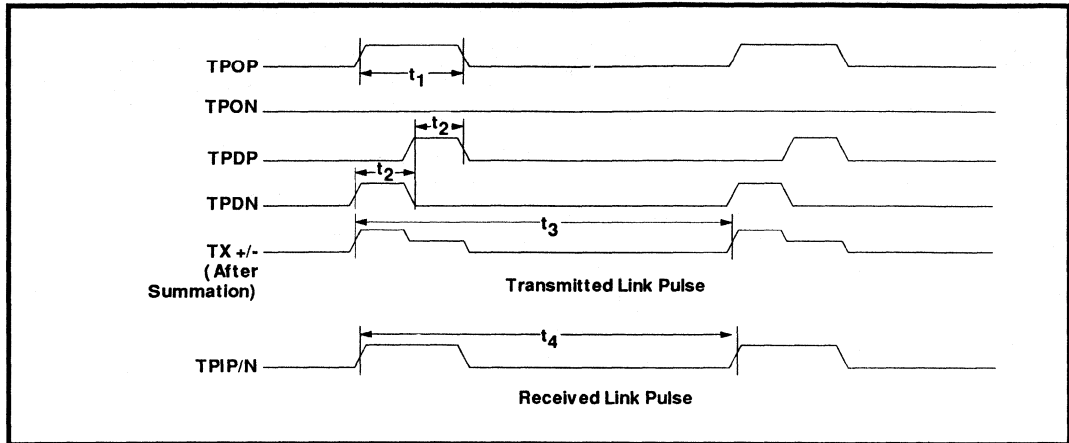 TPOP
t1
TPON
t2
TPDP
t2
TPDN
t3
TX +/-
(After
Summation)
Transmitted Link Pulse
t4
TPIP/N
Received Link Pulse